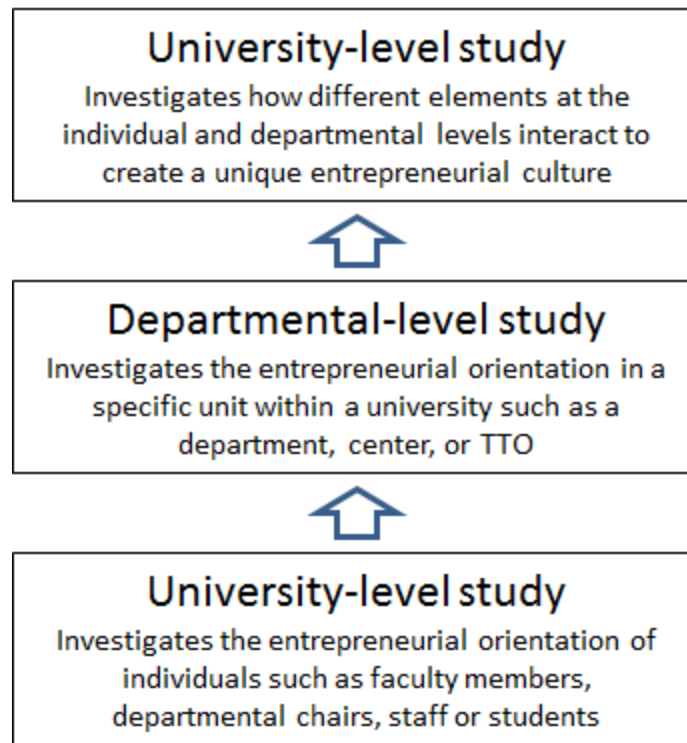 University-level study
Investigates how different elements at the
individual and departmental levels interact to
create a unique entrepreneurial culture
Departmental-level study
Investigates the entrepreneurial orientation in a
specific unit within a university such as a
department, center, or TTO
University-level study
Investigates the entrepreneurial orientation of
individuals such as faculty members,
departmental chairs, staff or students